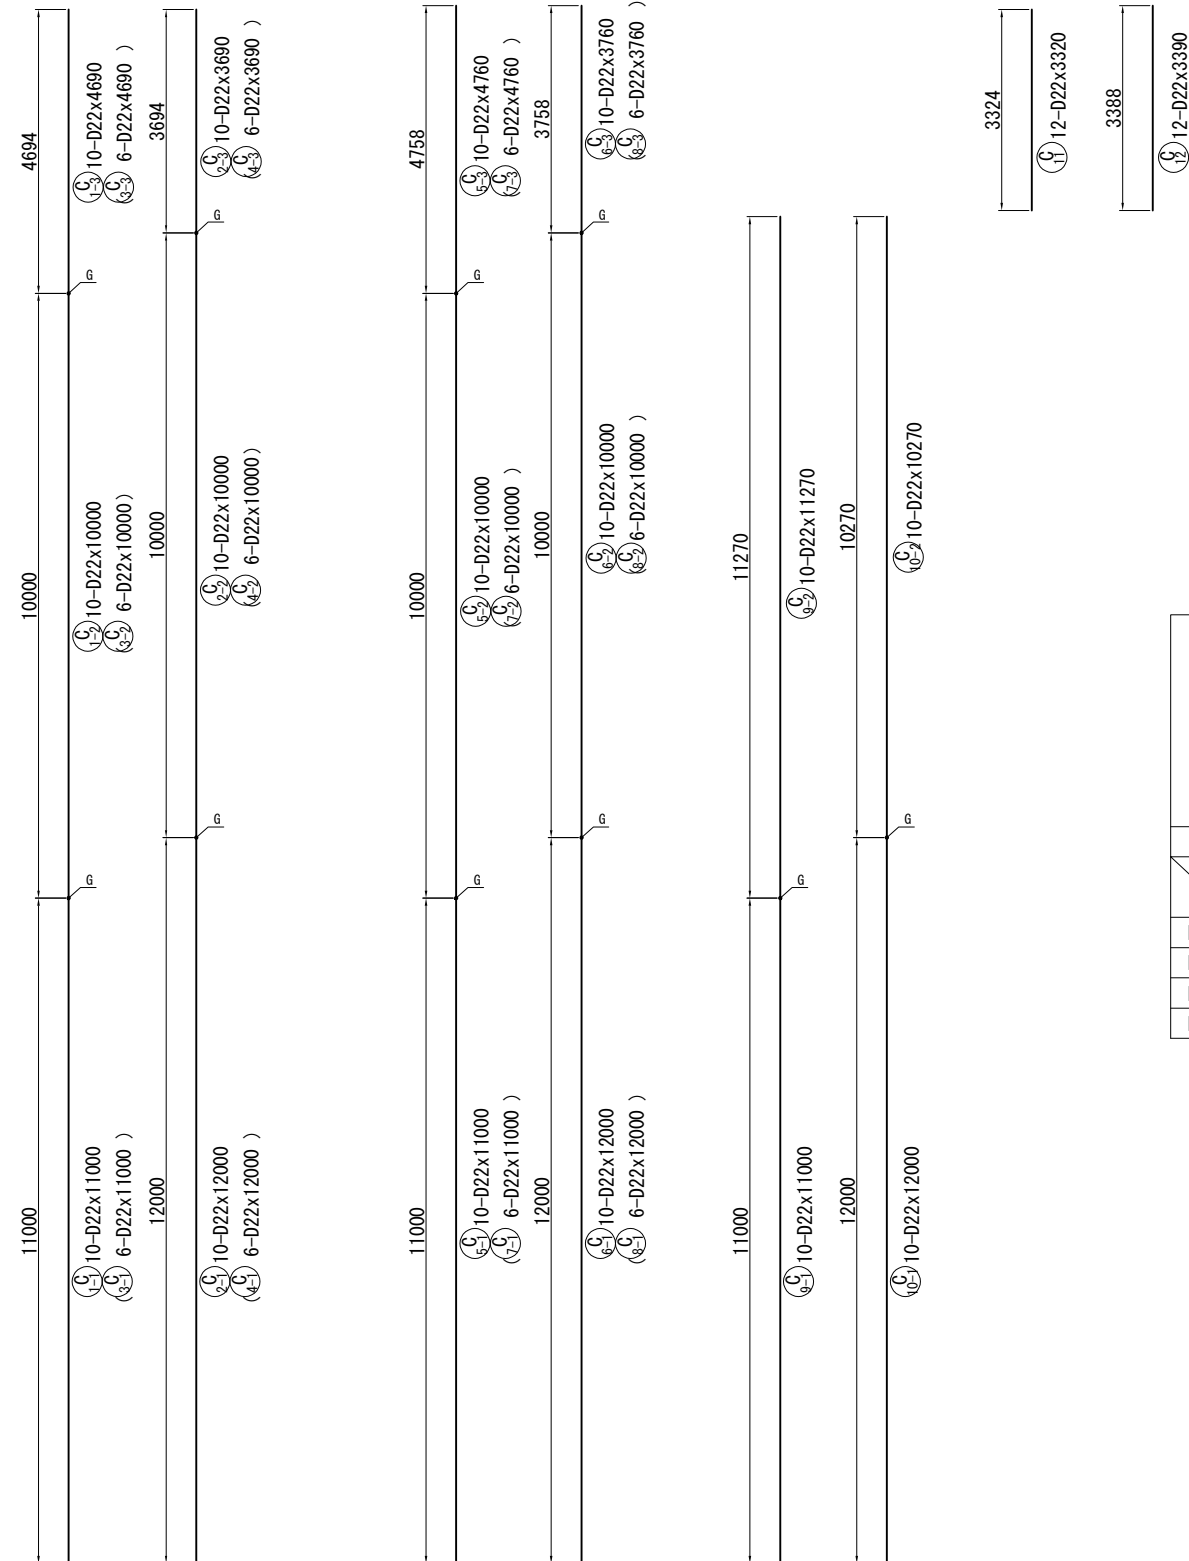 4694
C 1-3 10-D22x4690
(C 3-3 6-D22x4690 )
G
10000
C 1-2 10-D22x10000
(C 3-2 6-D22x10000 )
G
11000
C 1-1 10-D22x11000
(C 3-1 6-D22x11000 )
3694
C 2-3 10-D22x3690
(C 4-3 6-D22x3690 )
G
10000
C 2-2 10-D22x10000
(C 4-2 6-D22x10000 )
G
12000
C 2-1 10-D22x12000
(C 4-1 6-D22x12000 )
4758
C 5-3 10-D22x4760
(C 7-3 6-D22x4760 )
G
10000
C 5-2 10-D22x10000
(C 7-2 6-D22x10000 )
G
11000
C 5-1 10-D22x11000
(C 7-1 6-D22x11000 )
3758
C 6-3 10-D22x3760
(C 8-3 6-D22x3760 )
G
10000
C 6-2 10-D22x10000
(C 8-2 6-D22x10000 )
G
12000
C 6-1 10-D22x12000
(C 8-1 6-D22x12000 )
11270
C 9-2 10-D22x11270
G
11000
C 9-1 10-D22x11000
10270
C 10-2 10-D22x10270
G
12000
C 10-1 10-D22x12000
3324
C 11 12-D22x3320
3388
C 12 12-D22x3390